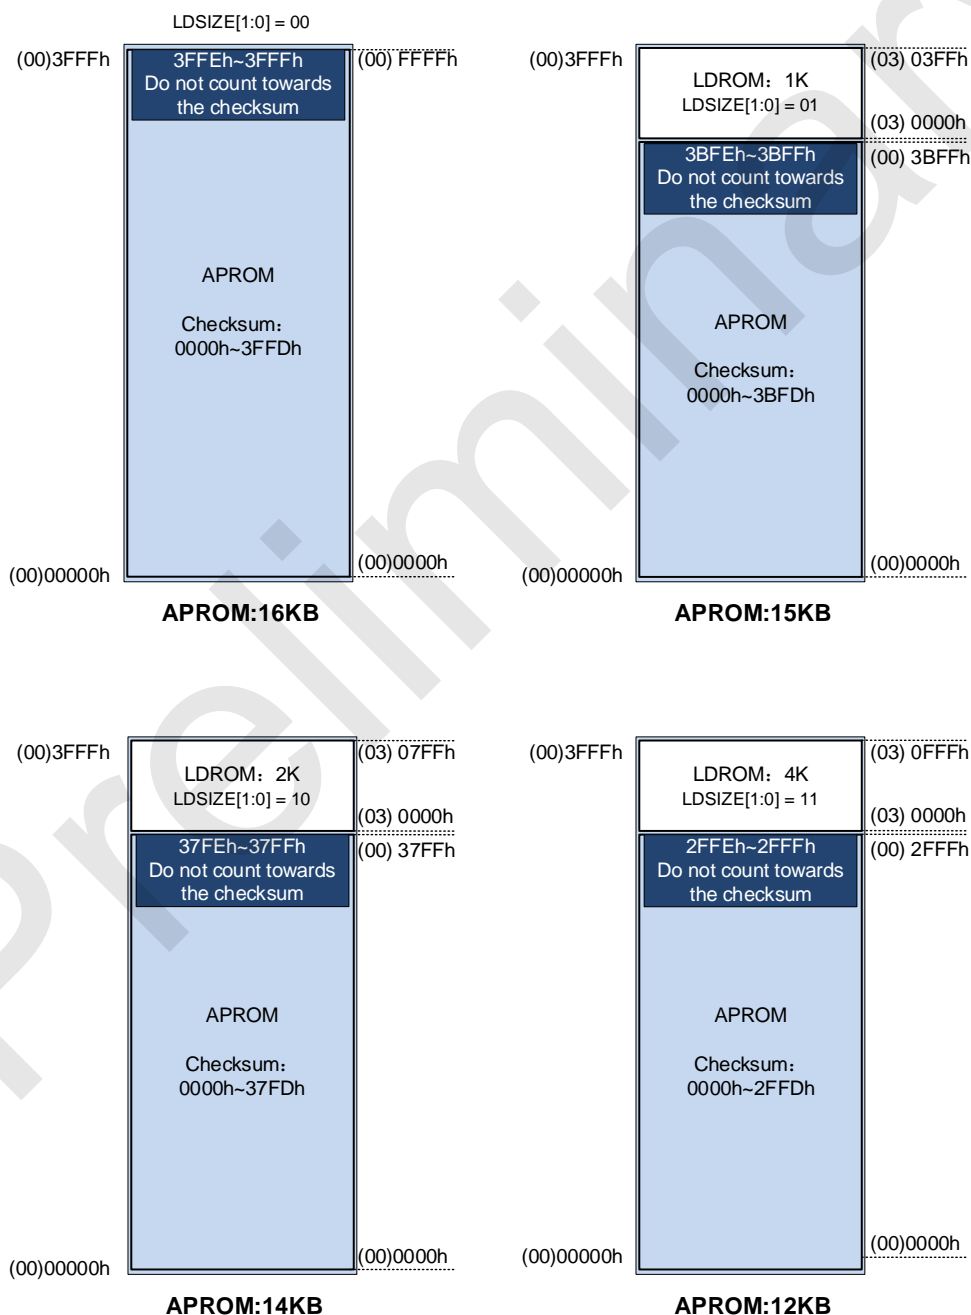 LDSIZE[1:0] = 00
(00)3FFFh
3FFEh~3FFFh
Do not count towards
the checksum
(00) FFFFh
APROM
Checksum：
0000h~3FFDh
(00)00000h
(00)0000h
APROM:16KB
(00)3FFFh
LDROM：1K
LDSIZE[1:0] = 01
(03) 03FFh
(03) 0000h
3BFEh~3BFFh
Do not count towards
the checksum
(00) 3BFFh
APROM
Checksum：
0000h~3BFDh
(00)00000h
(00)0000h
APROM:15KB
(00)3FFFh
LDROM：2K
LDSIZE[1:0] = 10
(03) 07FFh
(03) 0000h
37FEh~37FFh
Do not count towards
the checksum
(00) 37FFh
APROM
Checksum：
0000h~37FDh
(00)00000h
(00)0000h
APROM:14KB
(00)3FFFh
LDROM：4K
LDSIZE[1:0] = 11
(03) 0FFFh
(03) 0000h
2FFEh~2FFFh
Do not count towards
the checksum
(00) 2FFFh
APROM
Checksum：
0000h~2FFDh
(00)00000h
(00)0000h
APROM:12KB
Preliminar